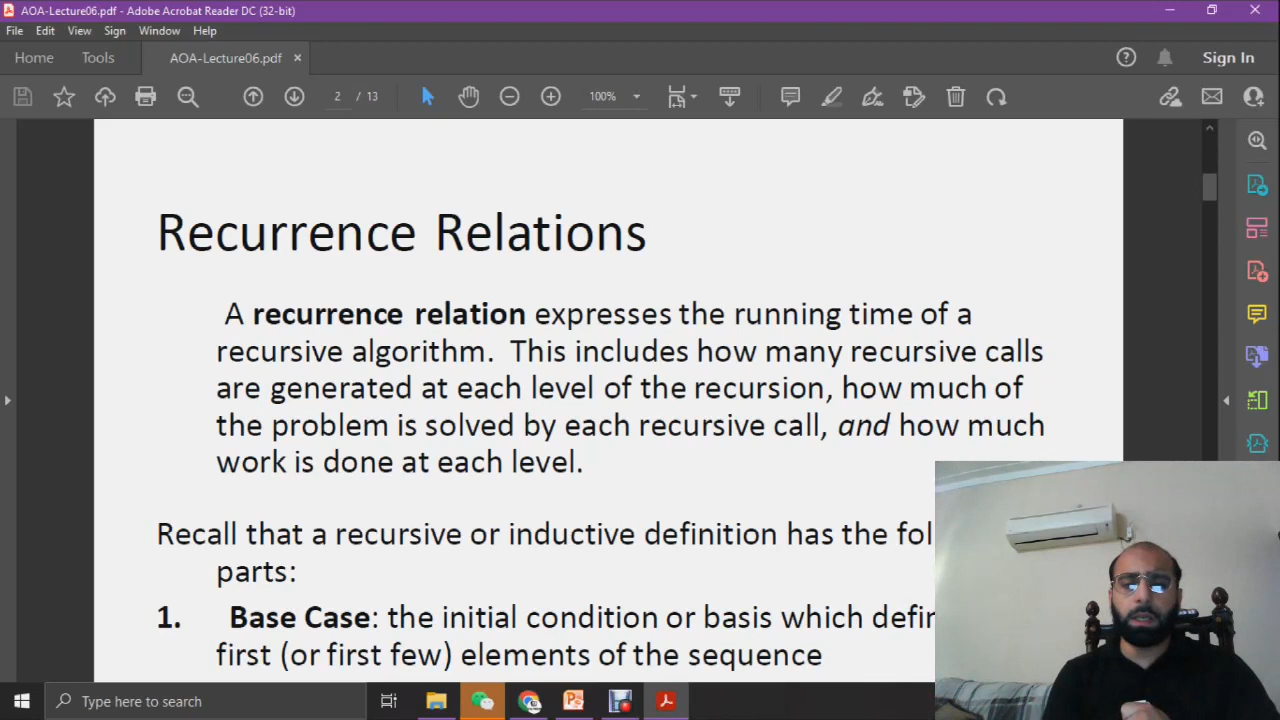 AOA-Lecture06.pdf - Adobe Acrobat Reader DC (32-bit)
File Edit View Sign Window Help
Home Tools AOA-Lecture06.pdf × Sign In
2 / 13 100%
Recurrence Relations
A recurrence relation expresses the running time of a
recursive algorithm. This includes how many recursive calls
are generated at each level of the recursion, how much of
the problem is solved by each recursive call, and how much
work is done at each level.
Recall that a recursive or inductive definition has the fol
parts:
1. Base Case: the initial condition or basis which defin
first (or first few) elements of the sequence
Type here to search